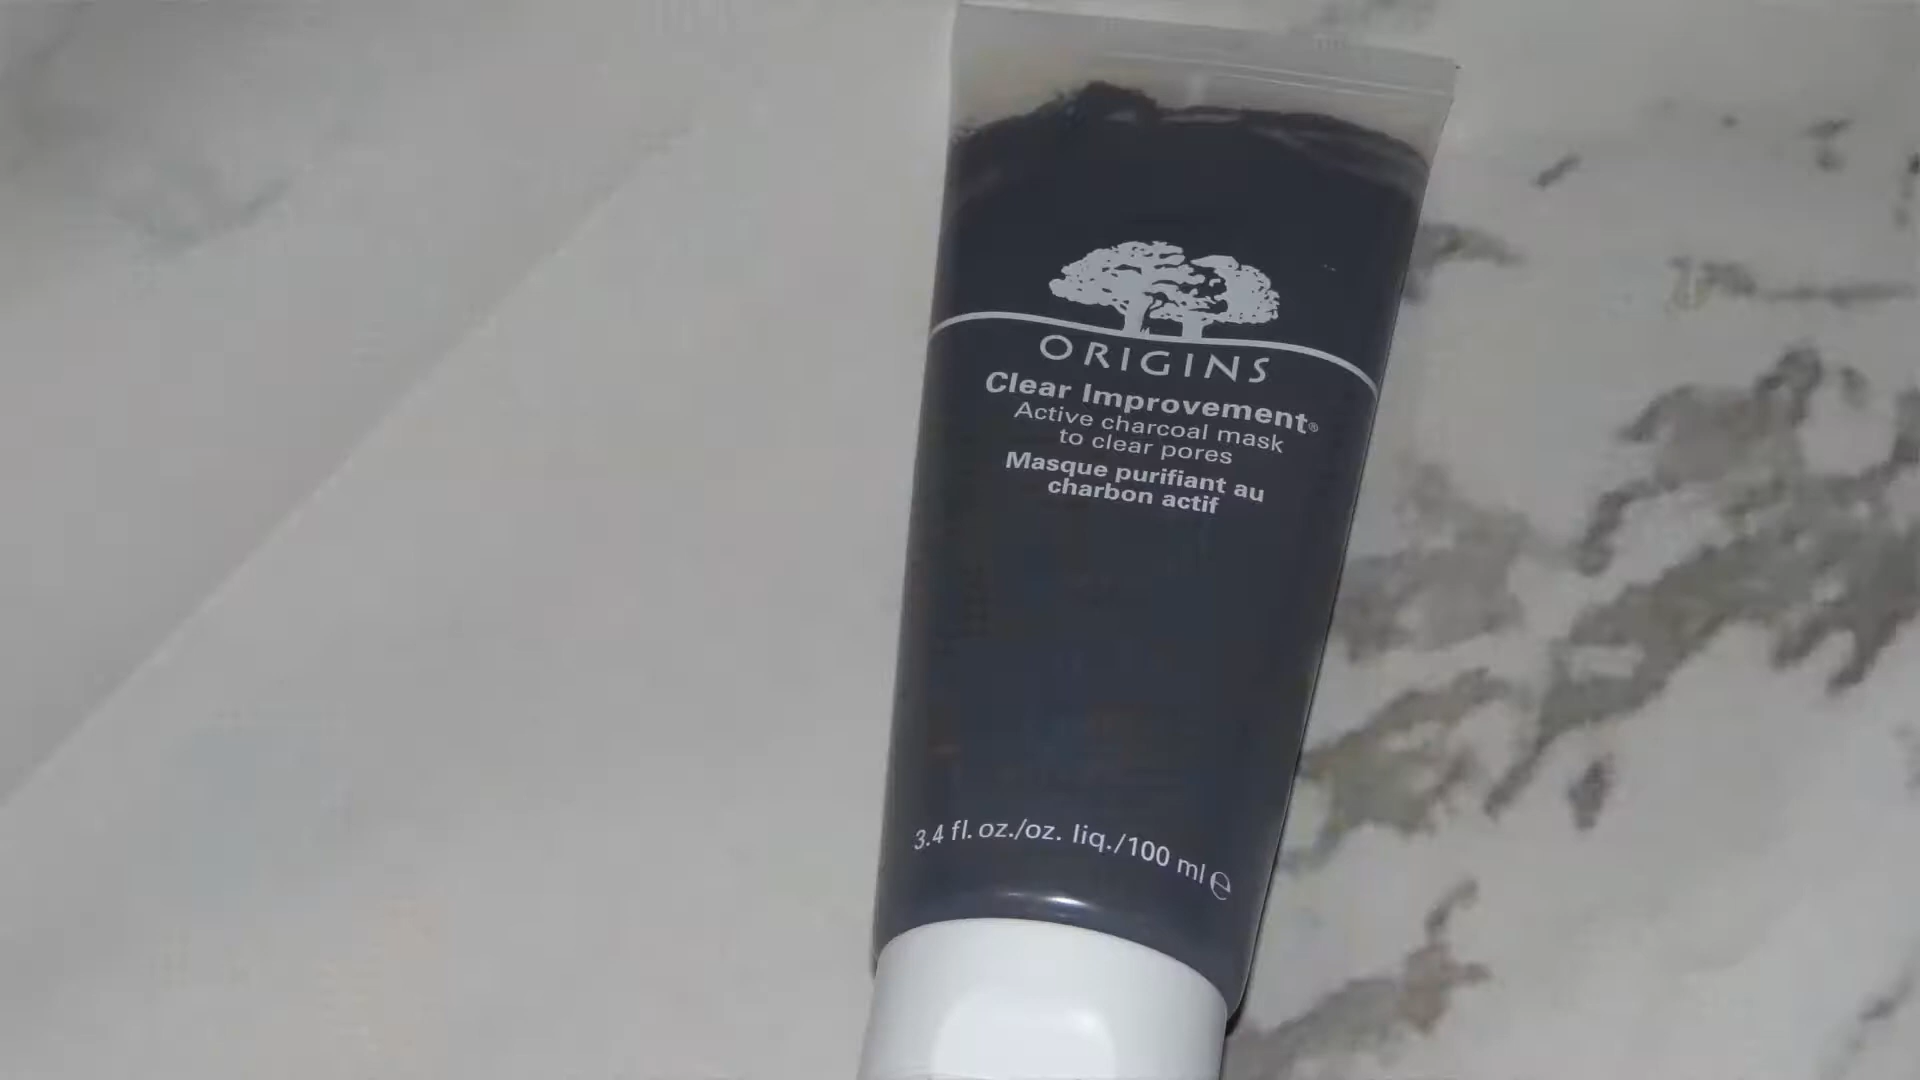 ORIGINS
Clear Improvement®
Active charcoal mask
to clear pores
Masque purifiant au
charbon actif
3.4 fl. oz./oz. liq./100 ml ℮